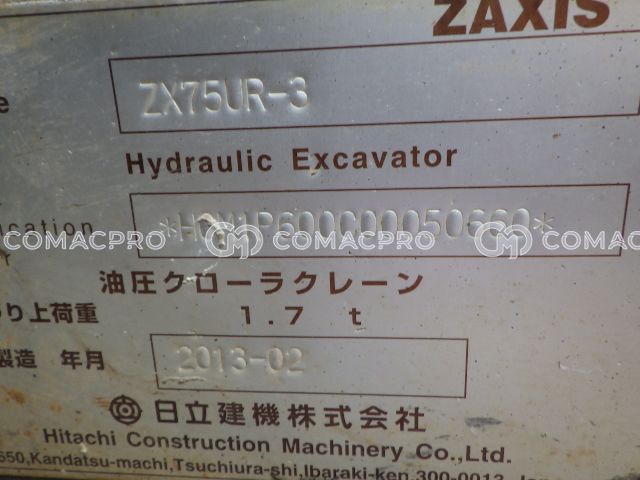 ZAXIS
ZX75UR-3
Hydraulic Excavator
COMACPRO COMACPRO COMACPRO
油圧クローラクレーン
り上荷重 1.7 t
製造 年月 2013-02
日立建機株式会社
Hitachi Construction Machinery Co.,Ltd.
650,Kandatsu-machi,Tsuchiura-shi,Ibaraki-ken,300-0013